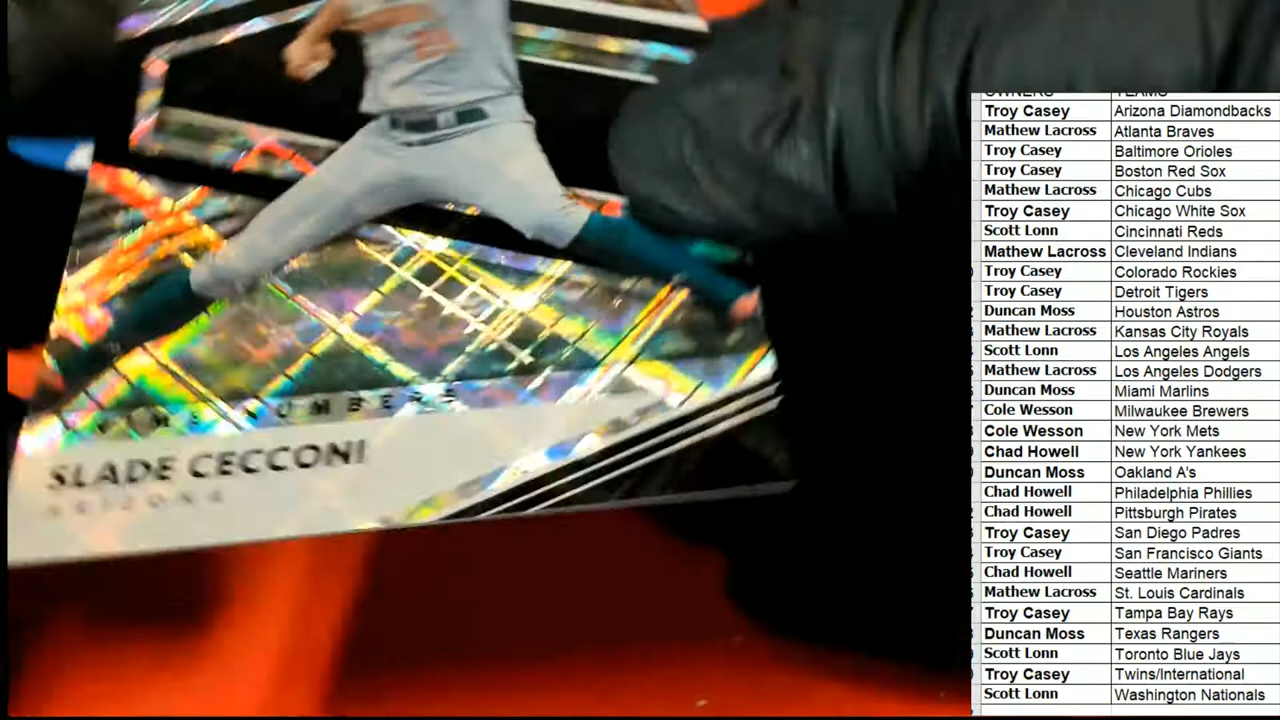 SLADE CECCONI
ARIZONA
OWNERS TEAMS
Troy Casey Arizona Diamondbacks
Mathew Lacross Atlanta Braves
Troy Casey Baltimore Orioles
Troy Casey Boston Red Sox
Mathew Lacross Chicago Cubs
Troy Casey Chicago White Sox
Scott Lonn Cincinnati Reds
Mathew Lacross Cleveland Indians
Troy Casey Colorado Rockies
Troy Casey Detroit Tigers
Duncan Moss Houston Astros
Mathew Lacross Kansas City Royals
Scott Lonn Los Angeles Angels
Mathew Lacross Los Angeles Dodgers
Duncan Moss Miami Marlins
Cole Wesson Milwaukee Brewers
Cole Wesson New York Mets
Chad Howell New York Yankees
Duncan Moss Oakland A's
Chad Howell Philadelphia Phillies
Chad Howell Pittsburgh Pirates
Troy Casey San Diego Padres
Troy Casey San Francisco Giants
Chad Howell Seattle Mariners
Mathew Lacross St. Louis Cardinals
Troy Casey Tampa Bay Rays
Duncan Moss Texas Rangers
Scott Lonn Toronto Blue Jays
Troy Casey Twins/International
Scott Lonn Washington Nationals